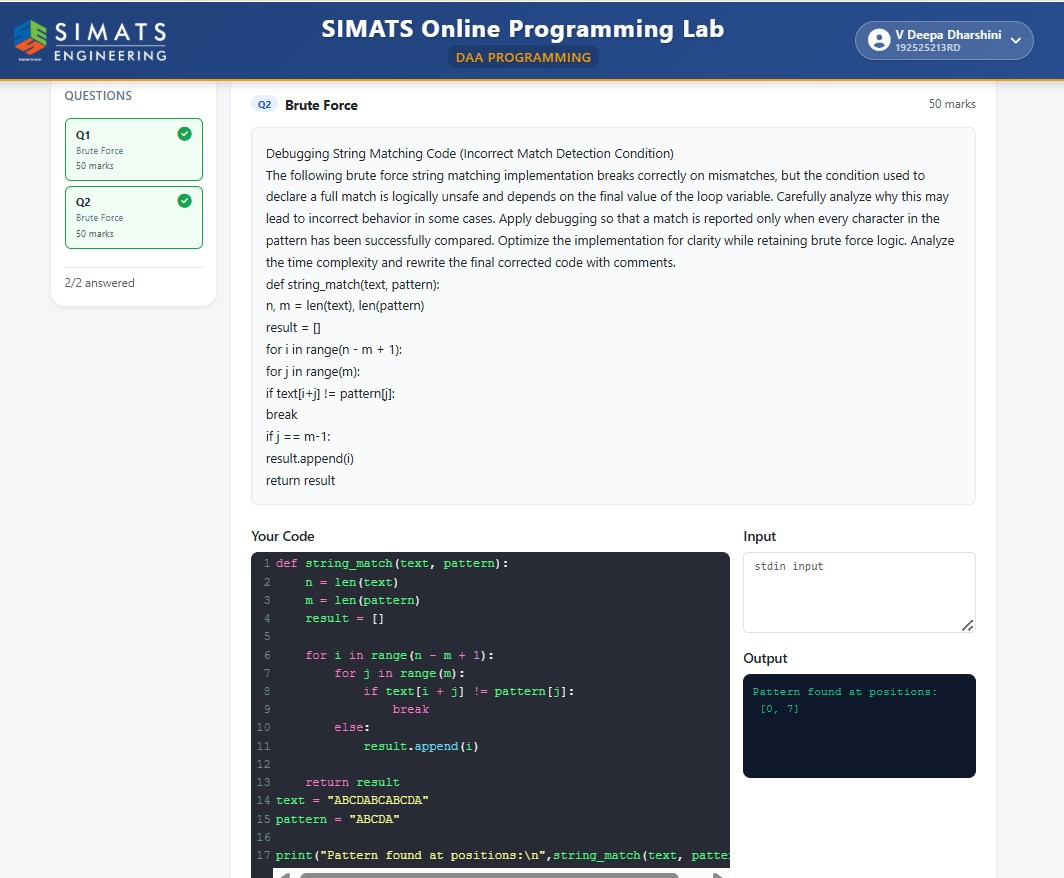 SIMATS
ENGINEERING
SIMATS Online Programming Lab
DAA PROGRAMMING
V Deepa Dharshini
192525213RD
QUESTIONS
Q1
Brute Force
50 marks
Q2
Brute Force
50 marks
2/2 answered
Q2 Brute Force 50 marks
Debugging String Matching Code (Incorrect Match Detection Condition)
The following brute force string matching implementation breaks correctly on mismatches, but the condition used to
declare a full match is logically unsafe and depends on the final value of the loop variable. Carefully analyze why this may
lead to incorrect behavior in some cases. Apply debugging so that a match is reported only when every character in the
pattern has been successfully compared. Optimize the implementation for clarity while retaining brute force logic. Analyze
the time complexity and rewrite the final corrected code with comments.
def string_match(text, pattern):
n, m = len(text), len(pattern)
result = []
for i in range(n - m + 1):
for j in range(m):
if text[i+j] != pattern[j]:
break
if j == m-1:
result.append(i)
return result
Your Code
1 def string_match(text, pattern):
2     n = len(text)
3     m = len(pattern)
4     result = []
5
6     for i in range(n - m + 1):
7         for j in range(m):
8             if text[i + j] != pattern[j]:
9                 break
10         else:
11             result.append(i)
12
13     return result
14 text = "ABCDABCABCDA"
15 pattern = "ABCDA"
16
17 print("Pattern found at positions:\n",string_match(text, patte
Input
stdin input
Output
Pattern found at positions:
[0, 7]